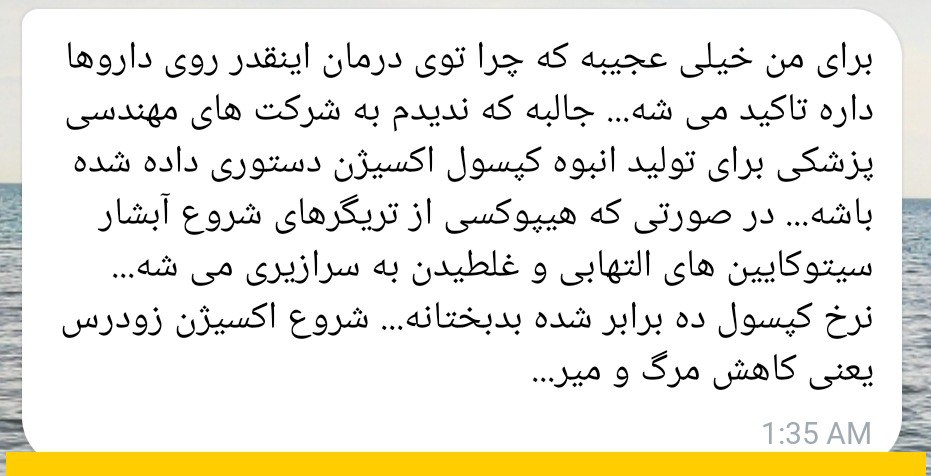 برای من خیلی عجیبه که چرا توی درمان اینقدر روی داروها
داره تاکید می شه... جالبه که ندیدم به شرکت های مهندسی
پزشکی برای تولید انبوه کپسول اکسیژن دستوری داده شده
باشه... در صورتی که هیپوکسی از تریگرهای شروع آبشار
سیتوکایین های التهابی و غلطیدن به سرازیری می شه...
نرخ کپسول ده برابر شده بدبختانه... شروع اکسیژن زودرس
یعنی کاهش مرگ و میر...
1:35 AM